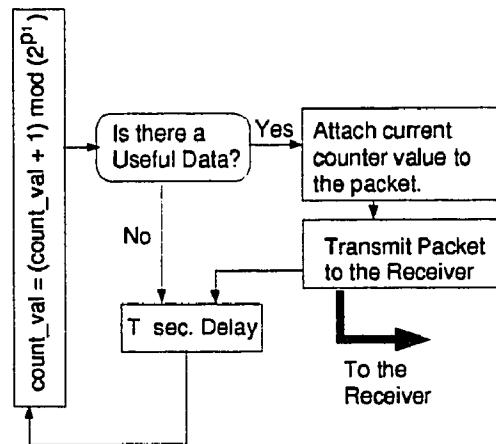 count_val = (count_val + 1) mod (2^p1)
Is there a
Useful Data?
Yes
Attach current
counter value to
the packet.
No
Transmit Packet
to the Receiver
T sec. Delay
To the
Receiver